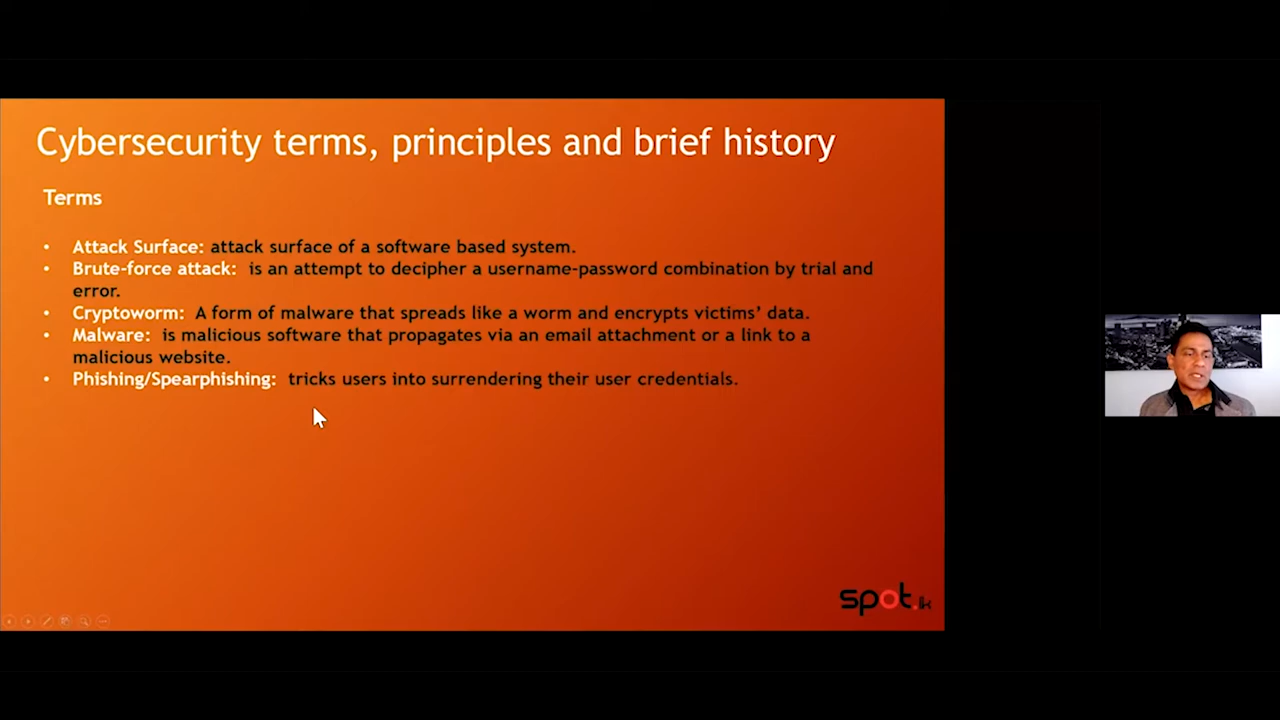 Cybersecurity terms, principles and brief history
Terms
• Attack Surface: attack surface of a software based system.
• Brute-force attack: is an attempt to decipher a username-password combination by trial and
error.
• Cryptoworm: A form of malware that spreads like a worm and encrypts victims’ data.
• Malware: is malicious software that propagates via an email attachment or a link to a
malicious website.
• Phishing/Spearphishing: tricks users into surrendering their user credentials.
spot.lk